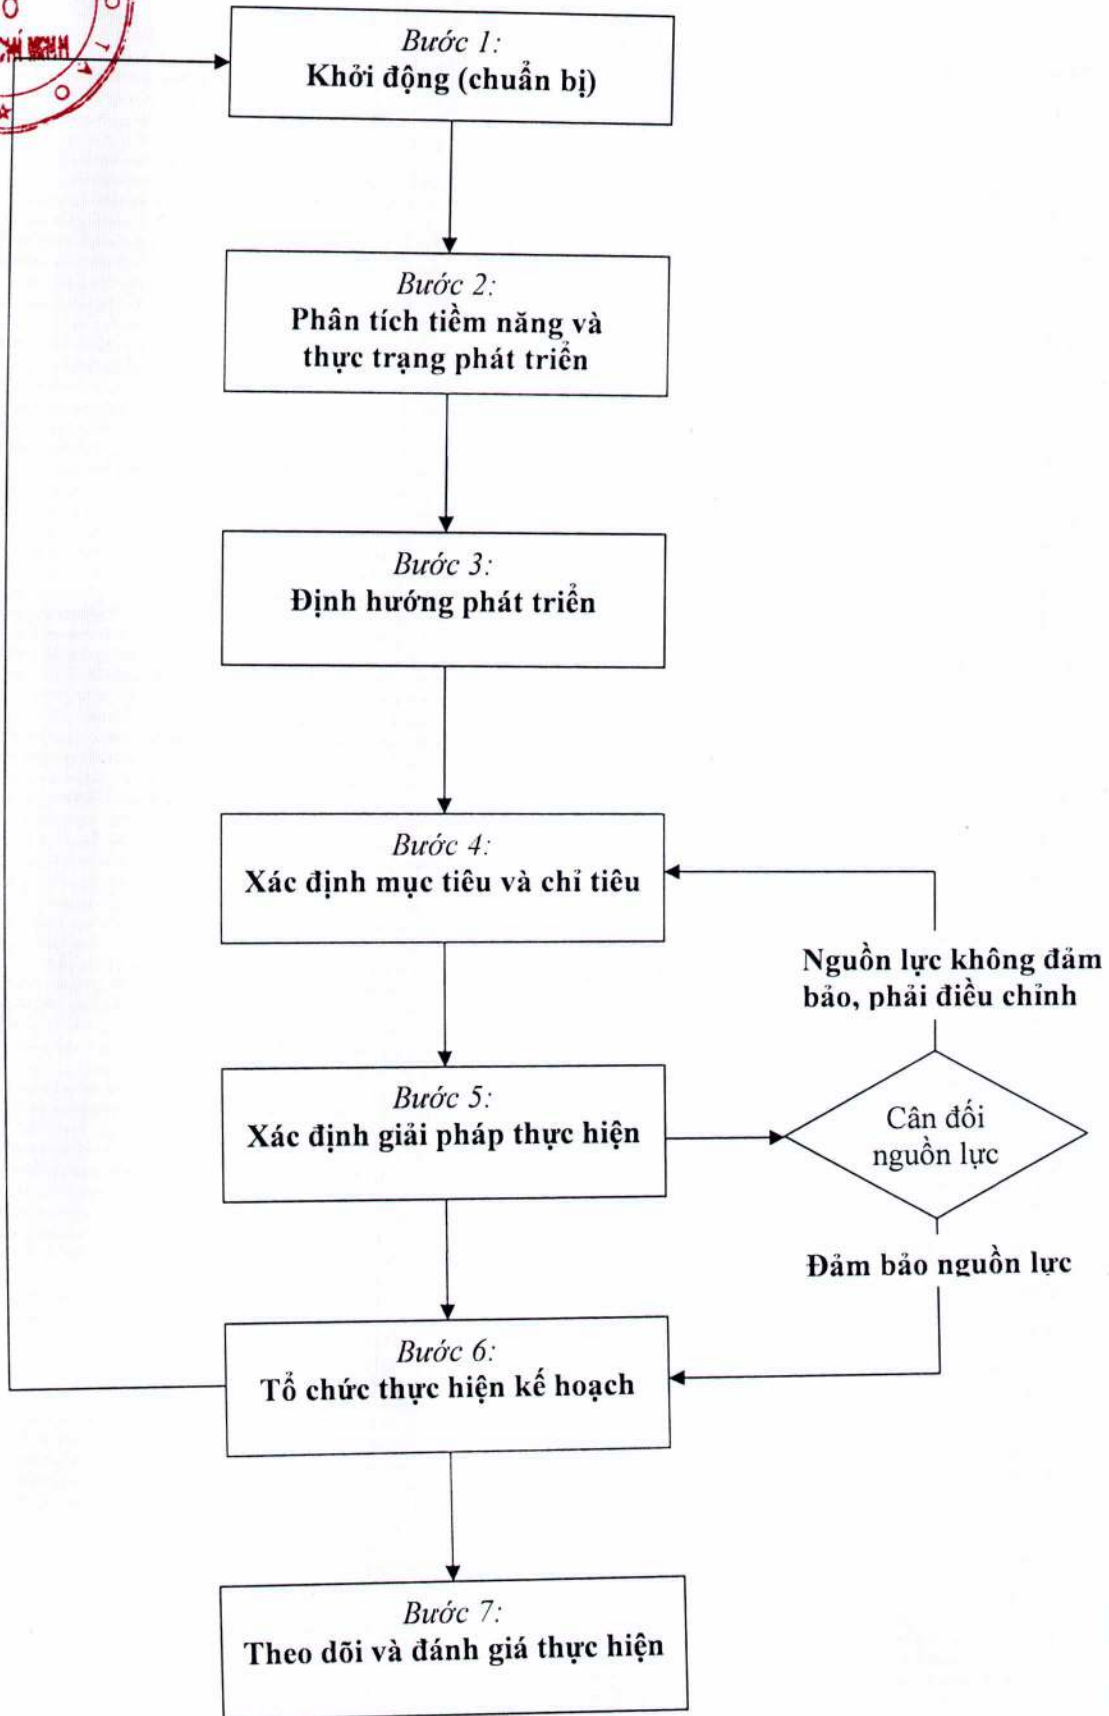 Bước 1:
Khởi động (chuẩn bị)
Bước 2:
Phân tích tiềm năng và
thực trạng phát triển
Bước 3:
Định hướng phát triển
Bước 4:
Xác định mục tiêu và chỉ tiêu
Nguồn lực không đảm
bảo, phải điều chỉnh
Bước 5:
Xác định giải pháp thực hiện
Cân đối
nguồn lực
Đảm bảo nguồn lực
Bước 6:
Tổ chức thực hiện kế hoạch
Bước 7:
Theo dõi và đánh giá thực hiện